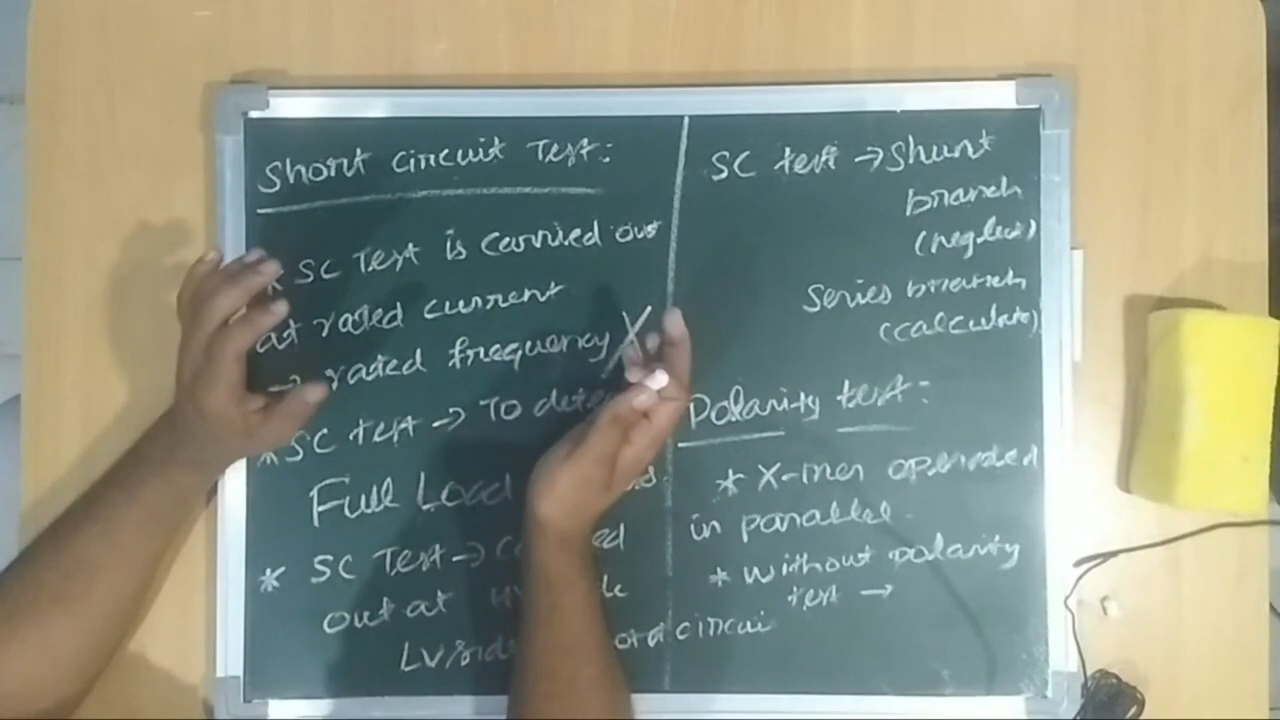 Short Circuit Test:
* SC Test is carried out
at rated current
→ rated frequency X
* SC test → To
Full Load
* SC Test →
out at
LV side circui
SC test → Shunt
branch
(neglect)
Series branch
(calculate)
Polarity test:
* X-mer operated
in parallel.
* without polarity
test →